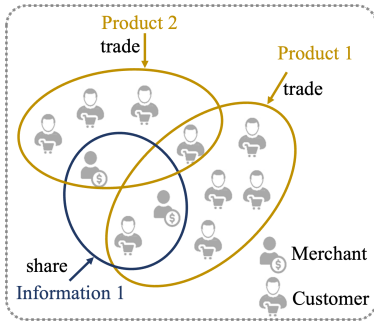 Product 2
trade
Product 1
trade
share
Information 1
Merchant
Customer
$
$
$